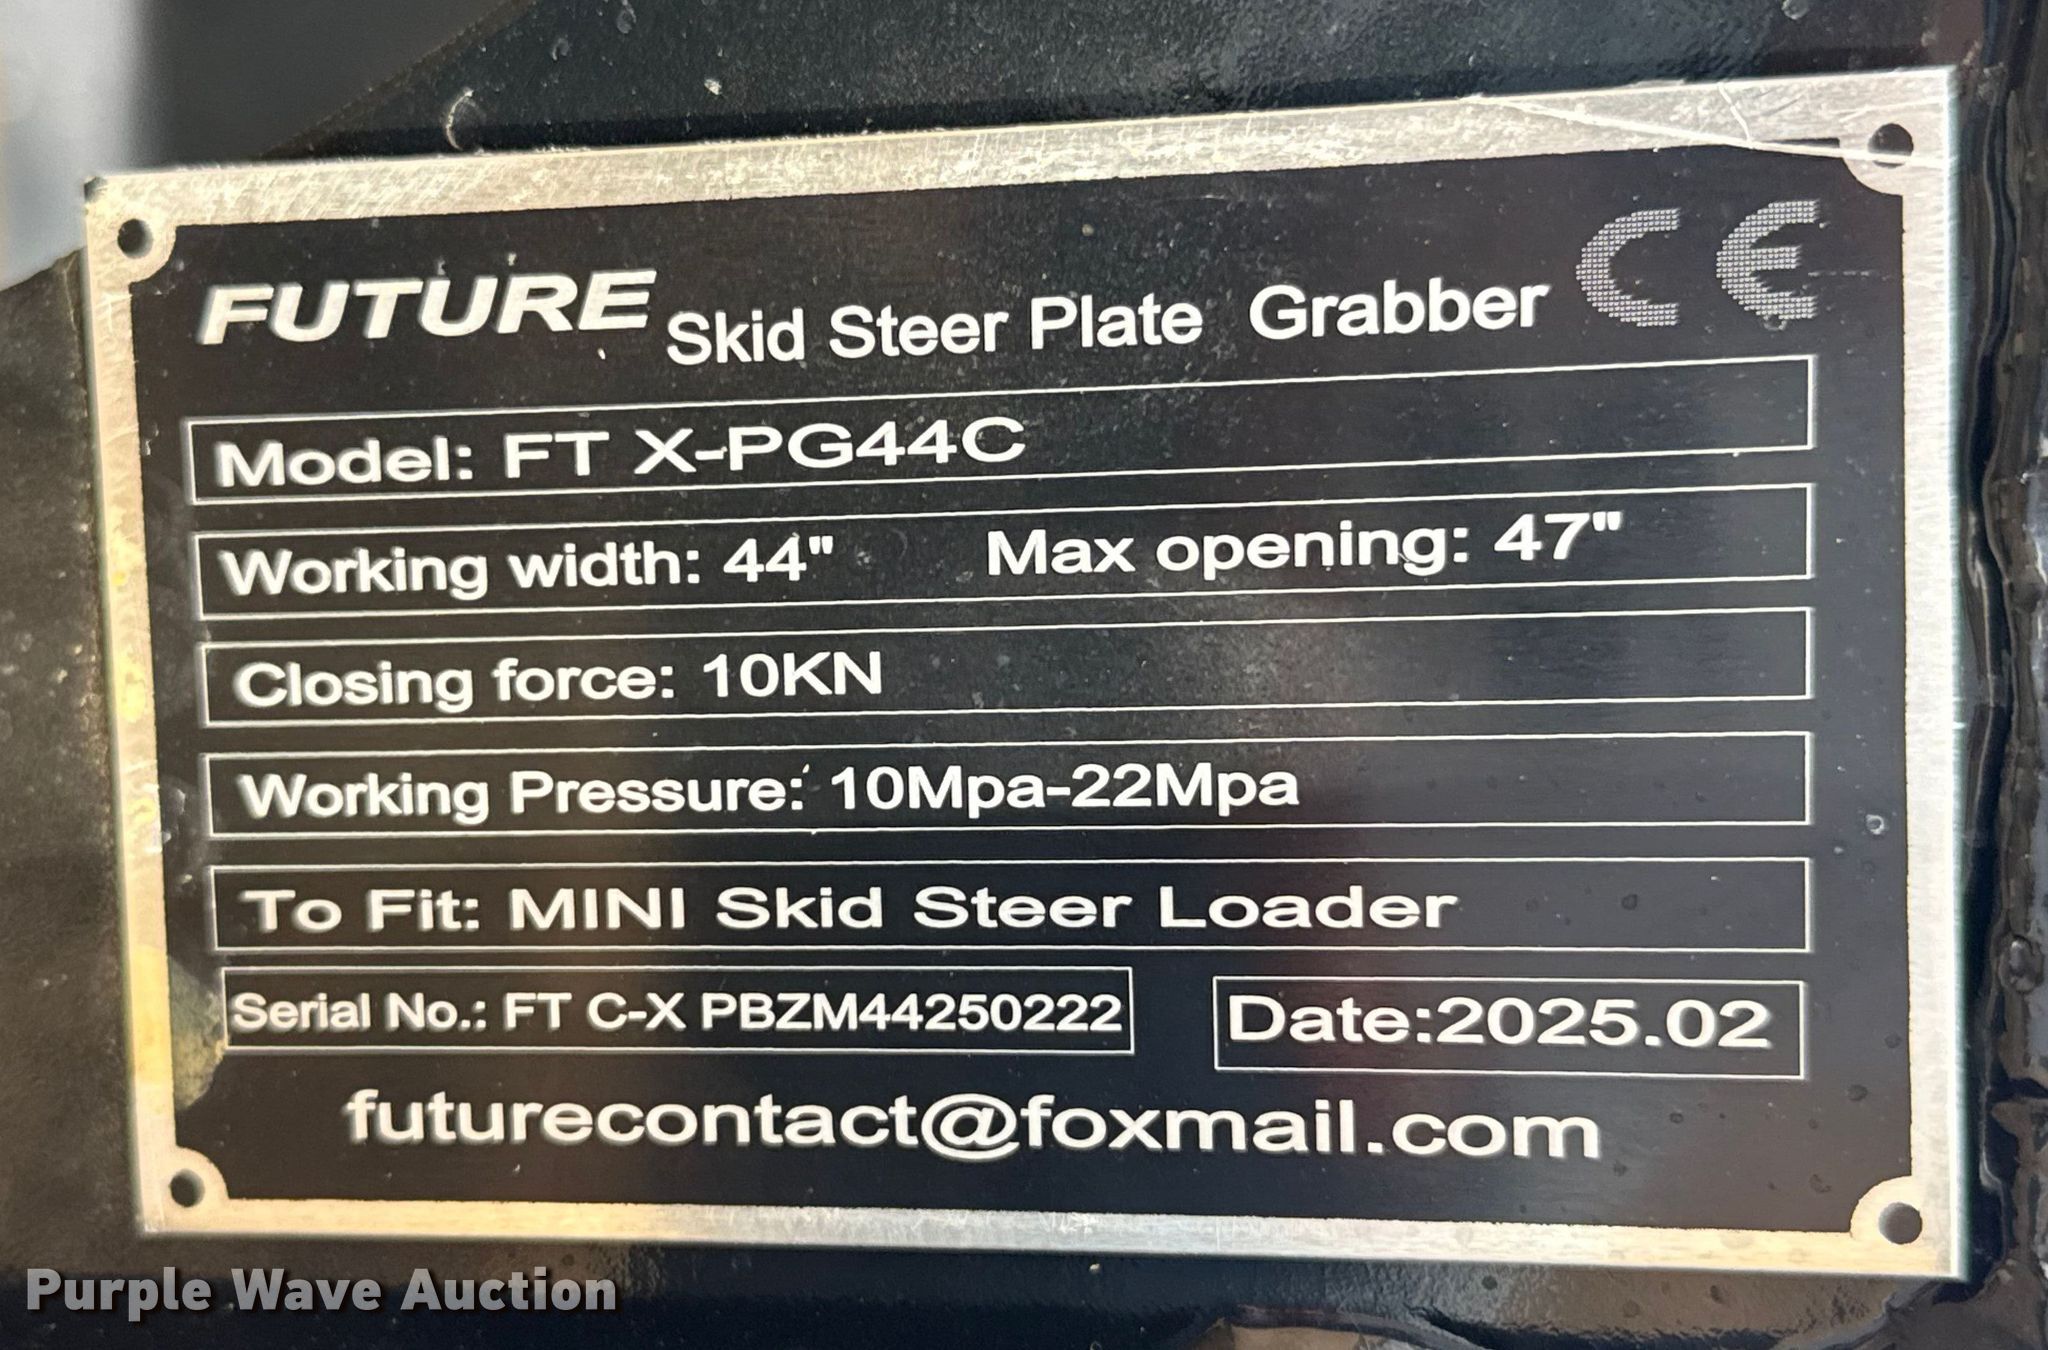 FUTURE Skid Steer Plate Grabber CE
Model: FT X-PG44C
Working width: 44" Max opening: 47"
Closing force: 10KN
Working Pressure: 10Mpa-22Mpa
To Fit: MINI Skid Steer Loader
Serial No.: FT C-X PBZM44250222 Date:2025.02
futurecontact@foxmail.com
Purple Wave Auction